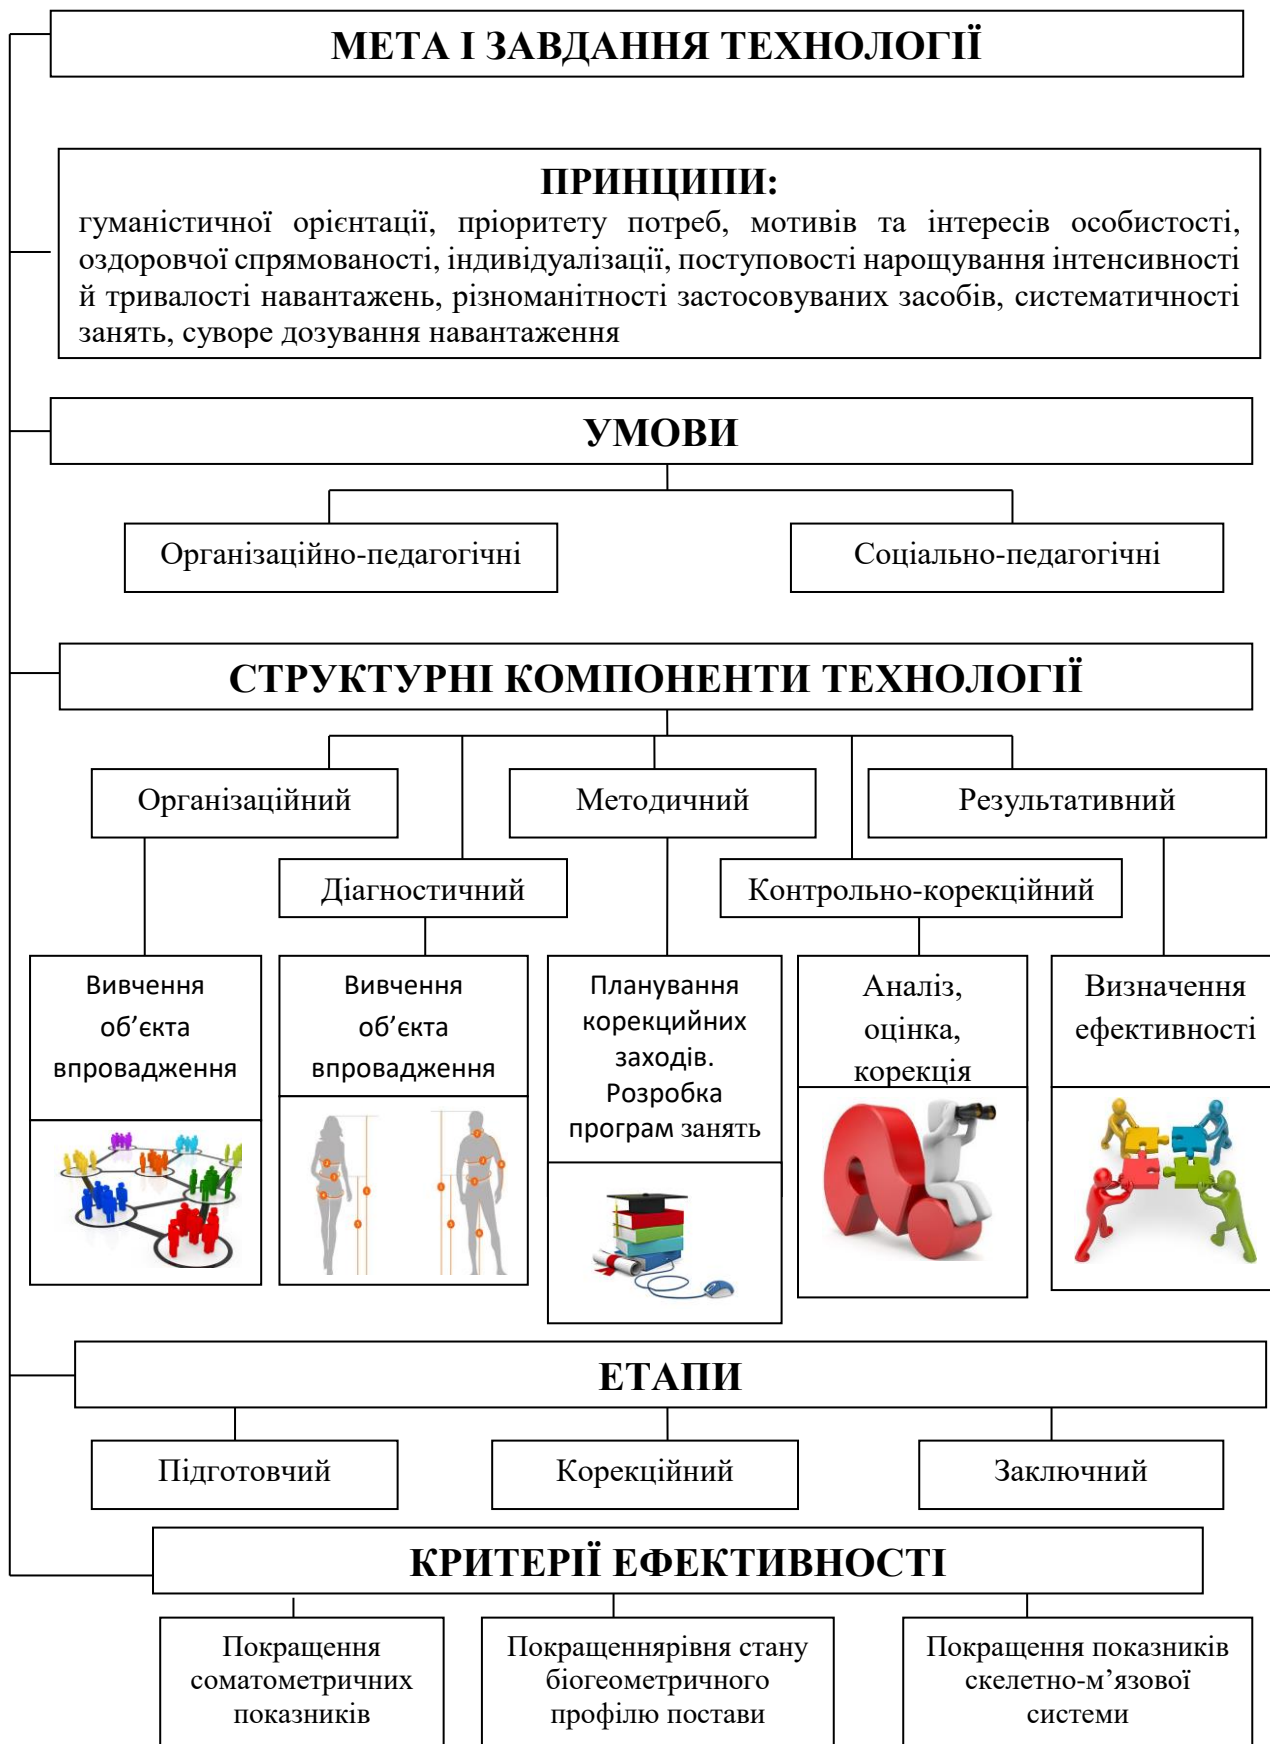 МЕТА І ЗАВДАННЯ ТЕХНОЛОГІЇ
ПРИНЦИПИ:
гуманістичної орієнтації, пріоритету потреб, мотивів та інтересів особистості,
оздоровчої спрямованості, індивідуалізації, поступовості нарощування інтенсивності
й тривалості навантажень, різноманітності застосовуваних засобів, систематичності
занять, суворе дозування навантаження
УМОВИ
Організаційно-педагогічні
Соціально-педагогічні
СТРУКТУРНІ КОМПОНЕНТИ ТЕХНОЛОГІЇ
Організаційний
Методичний
Результативний
Діагностичний
Контрольно-корекційний
Вивчення
об’єкта
впровадження
Вивчення
об’єкта
впровадження
Планування
корекцийних
заходів.
Розробка
програм занять
Аналіз,
оцінка,
корекція
Визначення
ефективності
ЕТАПИ
Підготовчий
Корекційний
Заключний
КРИТЕРІЇ ЕФЕКТИВНОСТІ
Покращення
соматометричних
показників
Покращеннярівня стану
біогеометричного
профілю постави
Покращення показників
скелетно-м’язової
системи